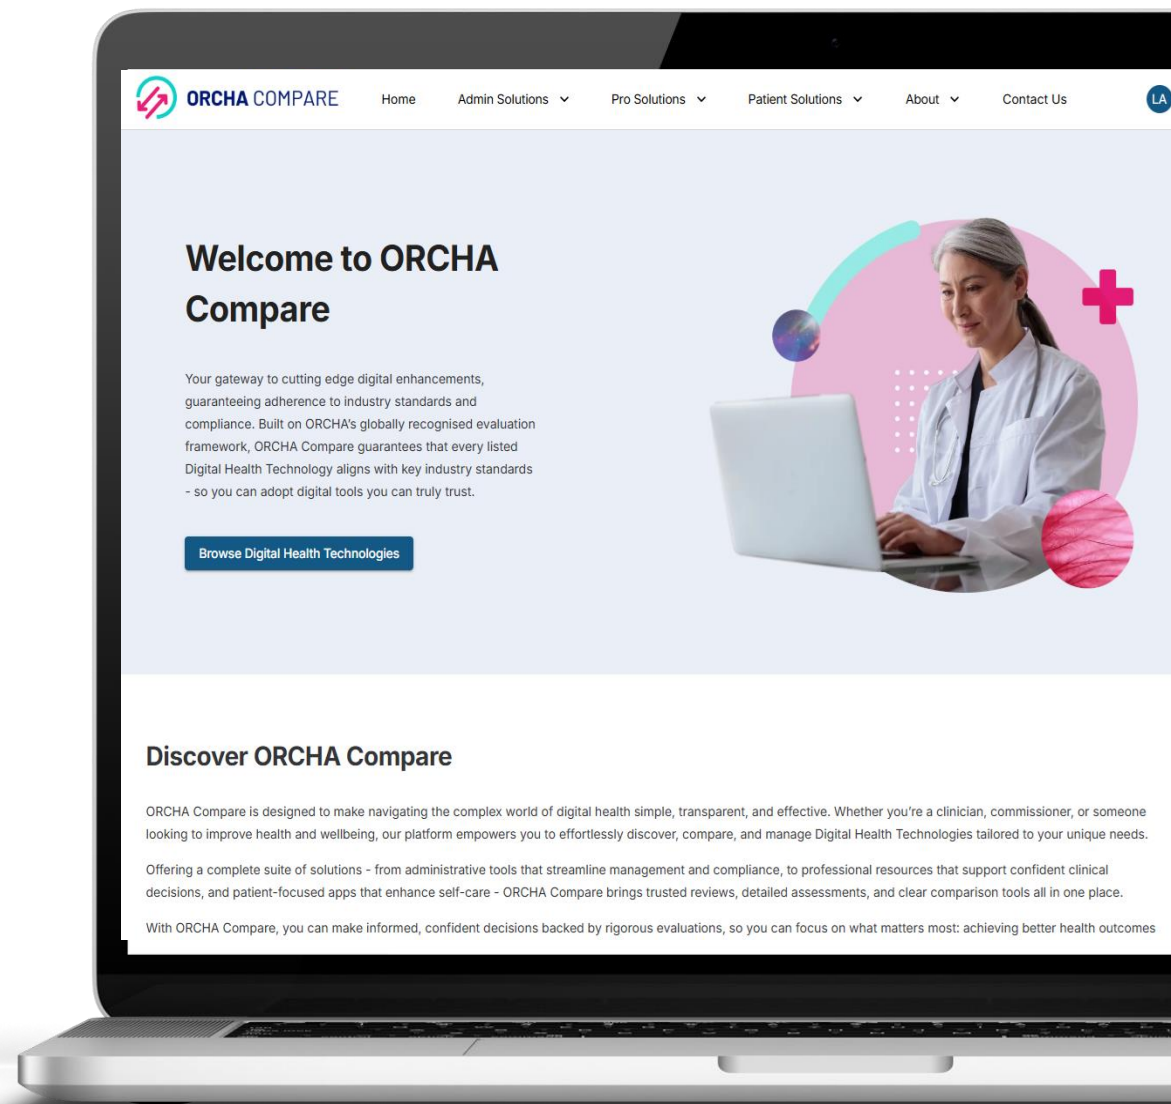 ORCHA COMPARE
Home
Admin Solutions
Pro Solutions
Patient Solutions
About
Contact Us
LA
Welcome to ORCHA
Compare
Your gateway to cutting edge digital enhancements,
guaranteeing adherence to industry standards and
compliance. Built on ORCHA's globally recognised evaluation
framework, ORCHA Compare guarantees that every listed
Digital Health Technology aligns with key industry standards
- so you can adopt digital tools you can truly trust.
Browse Digital Health Technologies
Discover ORCHA Compare
ORCHA Compare is designed to make navigating the complex world of digital health simple, transparent, and effective. Whether you're a clinician, commissioner, or someone
looking to improve health and wellbeing, our platform empowers you to effortlessly discover, compare, and manage Digital Health Technologies tailored to your unique needs.
Offering a complete suite of solutions - from administrative tools that streamline management and compliance, to professional resources that support confident clinical
decisions, and patient-focused apps that enhance self-care - ORCHA Compare brings trusted reviews, detailed assessments, and clear comparison tools all in one place.
With ORCHA Compare, you can make informed, confident decisions backed by rigorous evaluations, so you can focus on what matters most: achieving better health outcomes